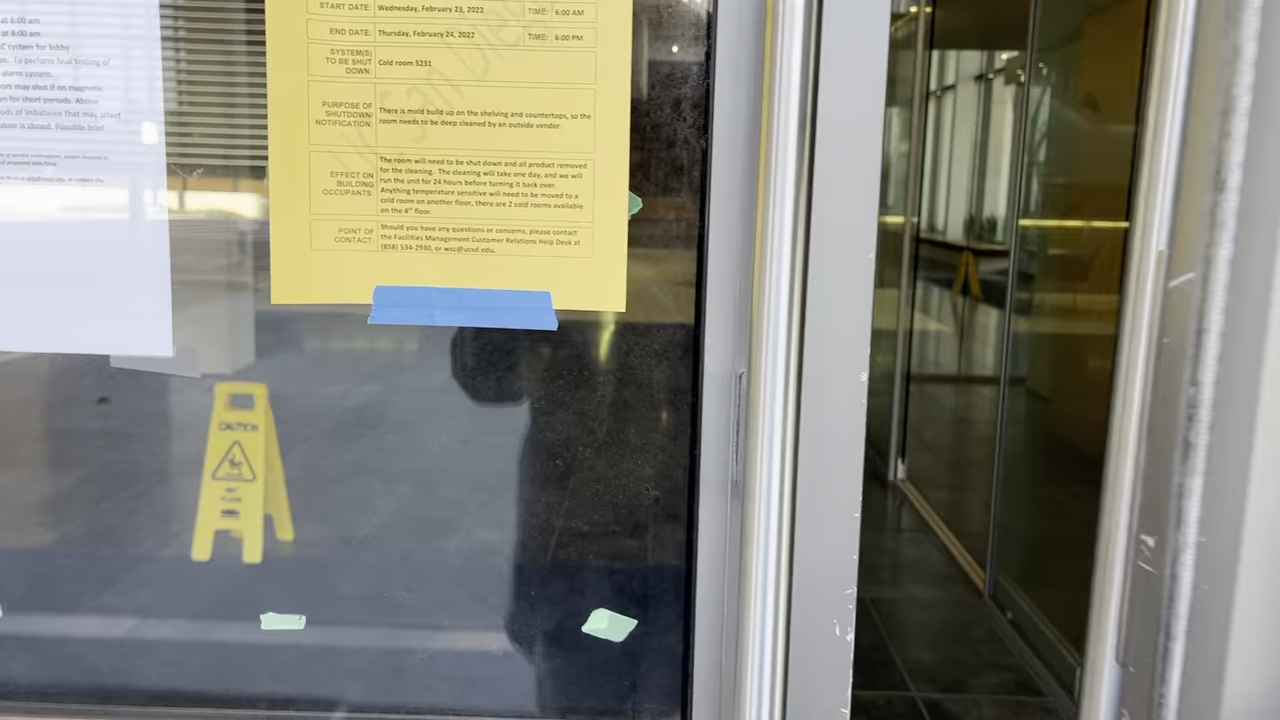 at 6:00 am
at 8:00 am
C system for lobby
on. To perform final testing of
alarm system.
ors may shut it on magnetic
on for short periods. Above
ods of imbalance that may affect
door is closed. Possible brief
START DATE: Wednesday, February 23, 2022 TIME: 6:00 AM
END DATE: Thursday, February 24, 2022 TIME: 6:00 PM
SYSTEM(S)
TO BE SHUT
DOWN:
Cold room 5231
PURPOSE OF
SHUTDOWN/
NOTIFICATION:
There is mold build up on the shelving and countertops, so the
room needs to be deep cleaned by an outside vendor.
EFFECT ON
BUILDING
OCCUPANTS:
The room will need to be shut down and all product removed
for the cleaning. The cleaning will take one day, and we will
run the unit for 24 hours before turning it back over.
Anything temperature sensitive will need to be moved to a
cold room on another floor, there are 2 cold rooms available
on the 4th floor.
POINT OF
CONTACT:
Should you have any questions or concerns, please contact
the Facilities Management Customer Relations Help Desk at
(858) 534-2930, or wsc@ucsd.edu.
CAUTION